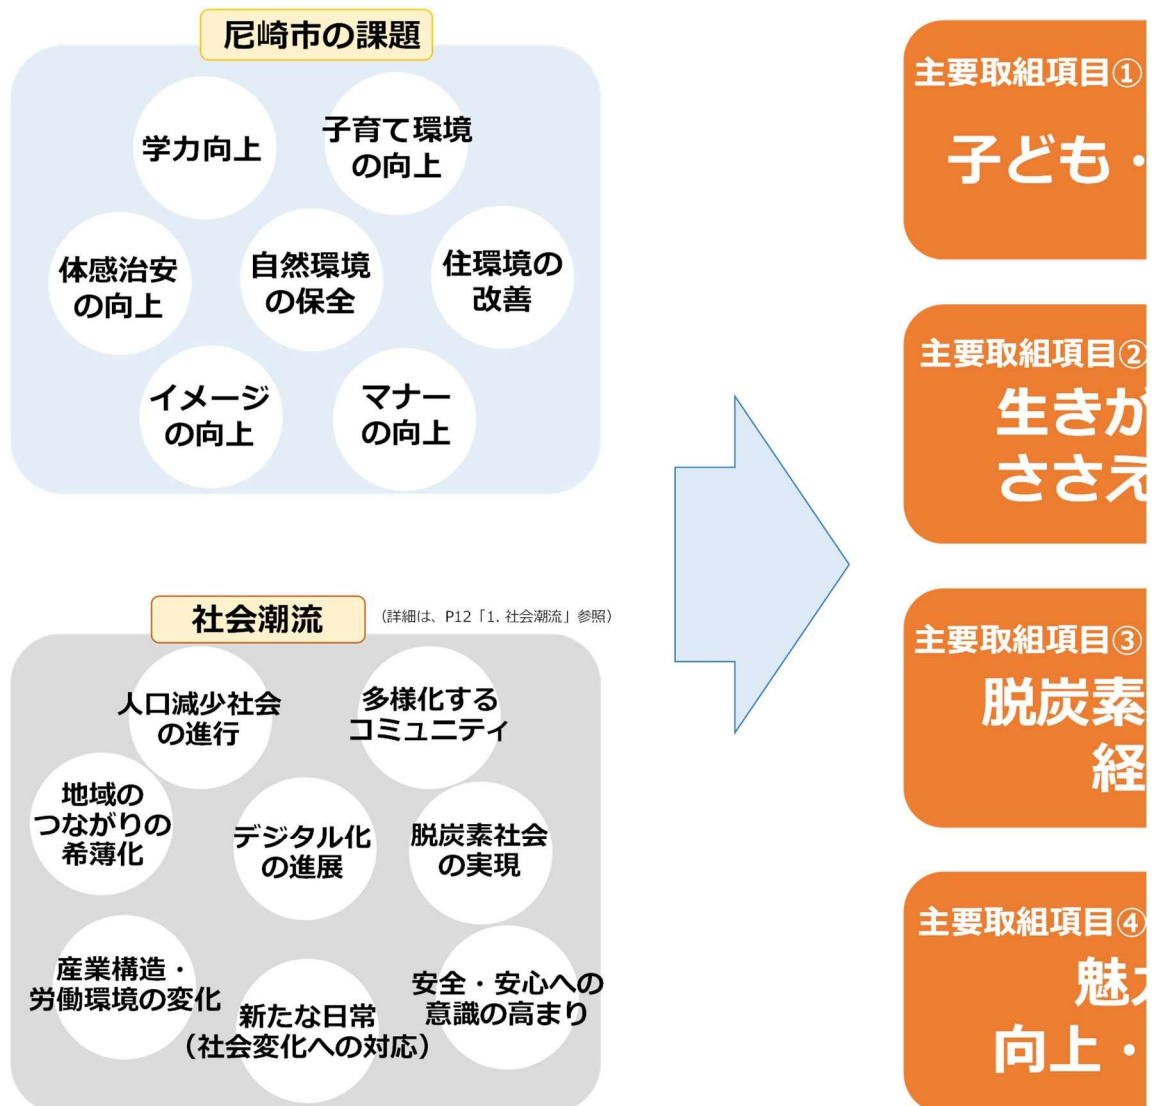 尼崎市の課題
学力向上
子育て環境
の向上
体感治安
の向上
自然環境
の保全
住環境の
改善
イメージ
の向上
マナー
の向上
社会潮流
（詳細は、P12「1. 社会潮流」参照）
人口減少社会
の進行
多様化する
コミュニティ
地域の
つながりの
希薄化
デジタル化
の進展
脱炭素社会
の実現
産業構造・
労働環境の変化
新たな日常
（社会変化への対応）
安全・安心への
意識の高まり
主要取組項目①
子ども・
主要取組項目②
生きが
ささえ
主要取組項目③
脱炭素
経
主要取組項目④
魅
向上・